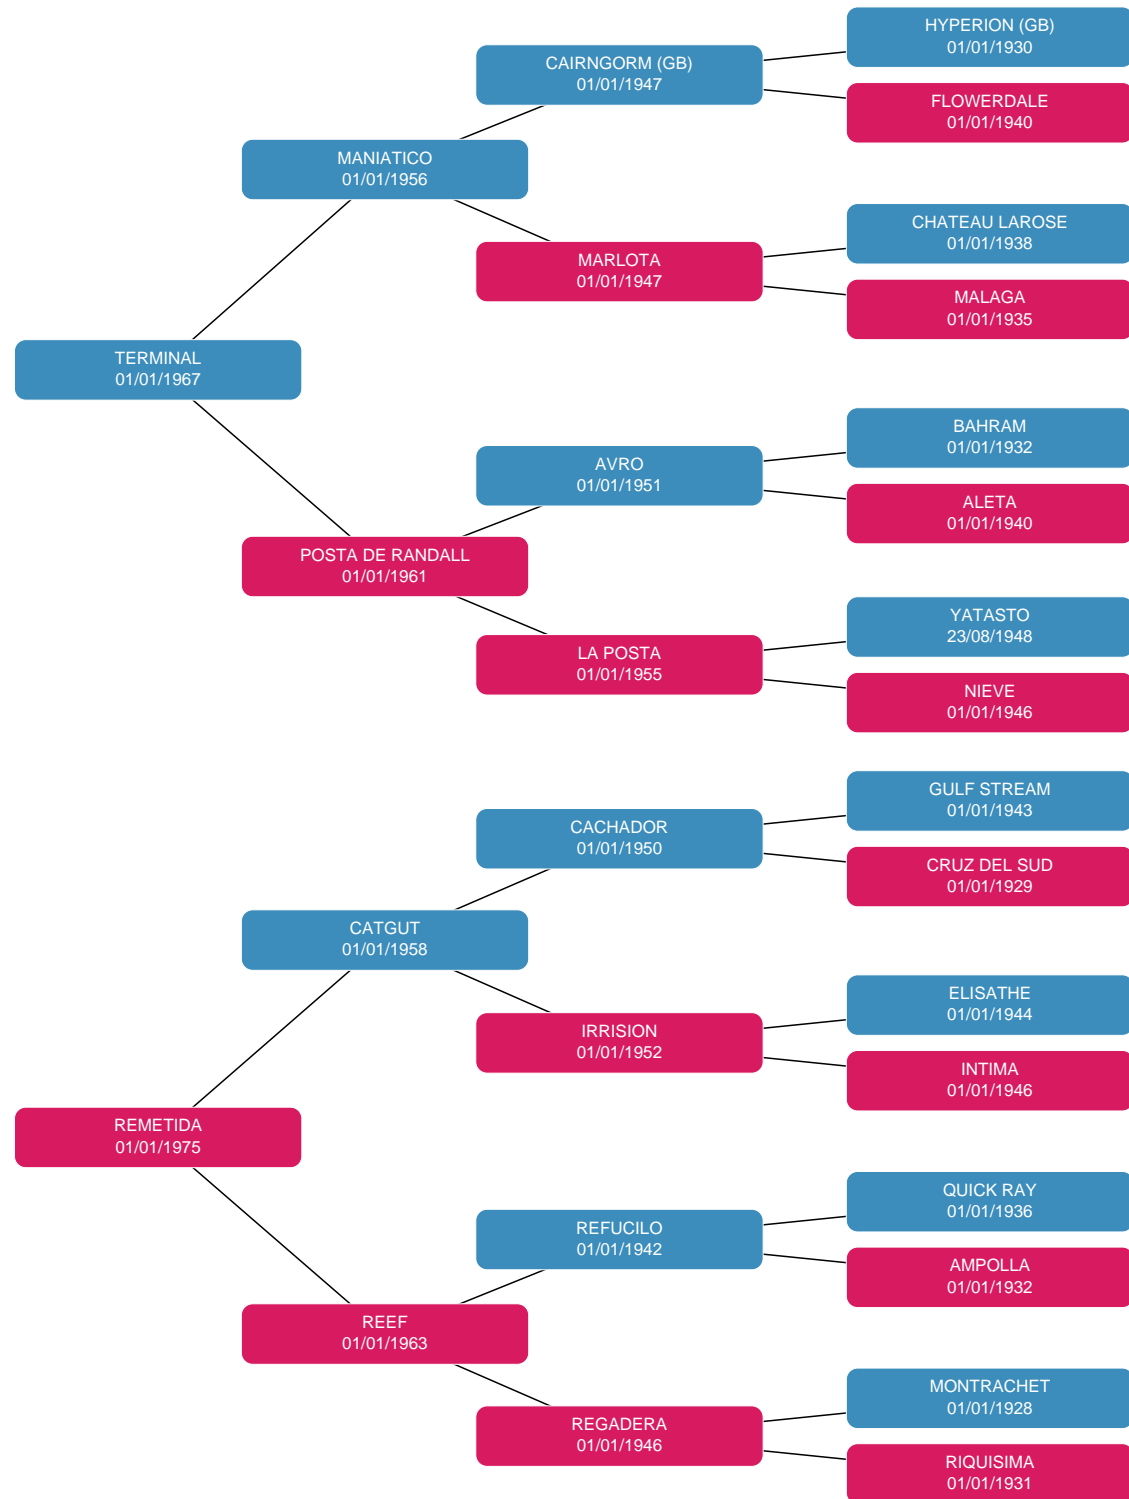 HYPERION (GB)
01/01/1930
CAIRNGORM (GB)
01/01/1947
FLOWERDALE
01/01/1940
MANIATICO
01/01/1956
CHATEAU LAROSE
01/01/1938
MARLOTA
01/01/1947
MALAGA
01/01/1935
TERMINAL
01/01/1967
BAHRAM
01/01/1932
AVRO
01/01/1951
ALETA
01/01/1940
POSTA DE RANDALL
01/01/1961
YATASTO
23/08/1948
LA POSTA
01/01/1955
NIEVE
01/01/1946
GULF STREAM
01/01/1943
CACHADOR
01/01/1950
CRUZ DEL SUD
01/01/1929
CATGUT
01/01/1958
ELISATHE
01/01/1944
IRRISION
01/01/1952
INTIMA
01/01/1946
REMETIDA
01/01/1975
QUICK RAY
01/01/1936
REFUCILO
01/01/1942
AMPOLLA
01/01/1932
REEF
01/01/1963
MONTRACHET
01/01/1928
REGADERA
01/01/1946
RIQUISIMA
01/01/1931